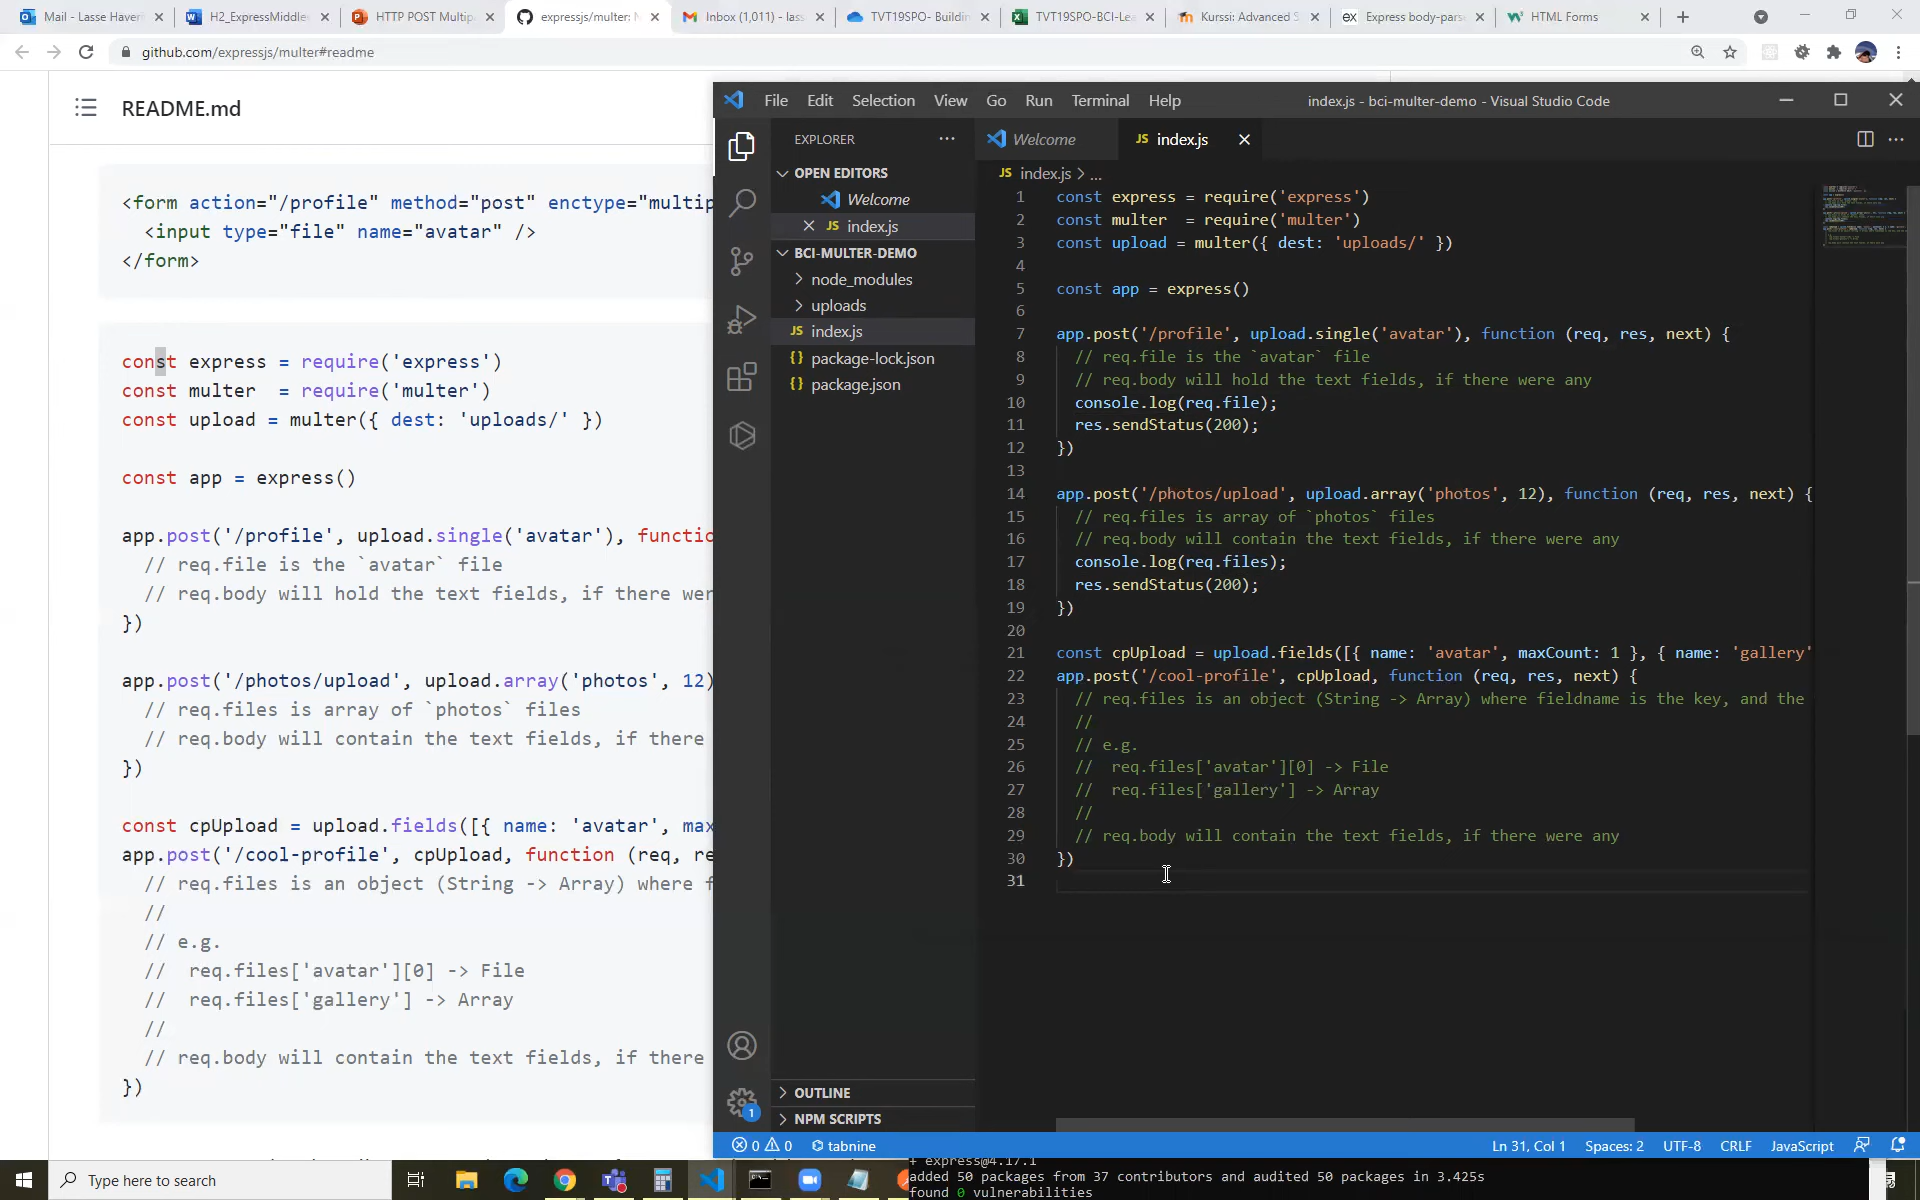 Mail - Lasse Haver
H2_ExpressMiddle
HTTP POST Multip
expressjs/multer: N
Inbox (1,011) - las
TVT19SPO- Buildin
TVT19SPO-BCI-Le
Kurssi: Advanced S
Express body-pars
HTML Forms
github.com/expressjs/multer#readme
README.md
<form action="/profile" method="post" enctype="multip
<input type="file" name="avatar" />
</form>
const express = require('express')
const multer  = require('multer')
const upload = multer({ dest: 'uploads/' })
const app = express()
app.post('/profile', upload.single('avatar'), functio
// req.file is the `avatar` file
// req.body will hold the text fields, if there wer
})
app.post('/photos/upload', upload.array('photos', 12)
// req.files is array of `photos` files
// req.body will contain the text fields, if there
})
const cpUpload = upload.fields([{ name: 'avatar', max
app.post('/cool-profile', cpUpload, function (req, re
// req.files is an object (String -> Array) where f
//
// e.g.
//  req.files['avatar'][0] -> File
//  req.files['gallery'] -> Array
//
// req.body will contain the text fields, if there
})
File Edit Selection View Go Run Terminal Help
index.js - bci-multer-demo - Visual Studio Code
EXPLORER
OPEN EDITORS
Welcome
JS index.js
BCI-MULTER-DEMO
node_modules
uploads
JS index.js
{} package-lock.json
{} package.json
OUTLINE
NPM SCRIPTS
Welcome
JS index.js
JS index.js > ...
1 const express = require('express')
2 const multer  = require('multer')
3 const upload = multer({ dest: 'uploads/' })
4
5 const app = express()
6
7 app.post('/profile', upload.single('avatar'), function (req, res, next) {
8 // req.file is the `avatar` file
9 // req.body will hold the text fields, if there were any
10 console.log(req.file);
11 res.sendStatus(200);
12 })
13
14 app.post('/photos/upload', upload.array('photos', 12), function (req, res, next) {
15 // req.files is array of `photos` files
16 // req.body will contain the text fields, if there were any
17 console.log(req.files);
18 res.sendStatus(200);
19 })
20
21 const cpUpload = upload.fields([{ name: 'avatar', maxCount: 1 }, { name: 'gallery'
22 app.post('/cool-profile', cpUpload, function (req, res, next) {
23 // req.files is an object (String -> Array) where fieldname is the key, and the
24 //
25 // e.g.
26 //  req.files['avatar'][0] -> File
27 //  req.files['gallery'] -> Array
28 //
29 // req.body will contain the text fields, if there were any
30 })
31
1
0 0 tabnine
Ln 31, Col 1 Spaces: 2 UTF-8 CRLF JavaScript
+ express@4.17.1
added 50 packages from 37 contributors and audited 50 packages in 3.425s
found 0 vulnerabilities
Type here to search